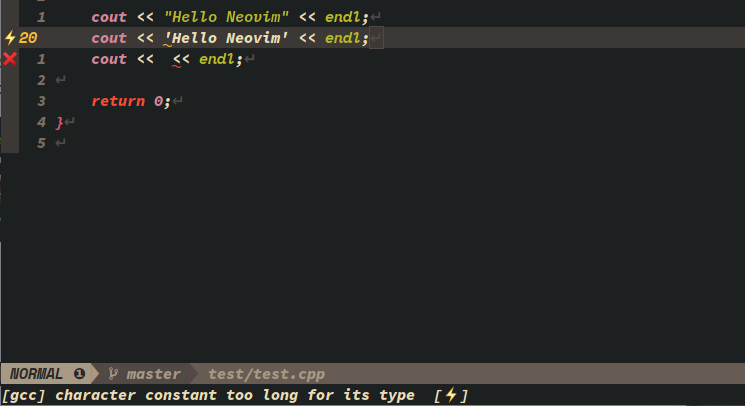 1 cout << "Hello Neovim" << endl;↵
⚡20 cout << 'Hello Neovim' << endl;↵
❌ 1 cout <<  << endl;↵
2 ↵
3 return 0;↵
4 }↵
5 ↵
NORMAL ❶ master test/test.cpp
[gcc] character constant too long for its type [⚡]